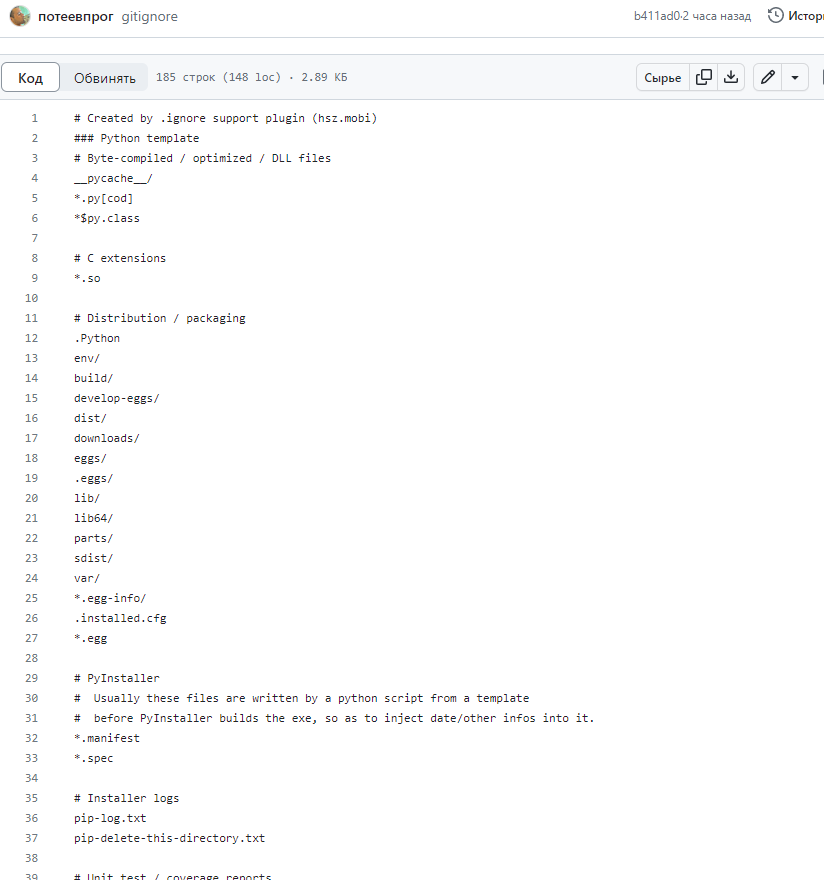 потеевпрог gitignore b411ad0·2 часа назад Истор
Код Обвинять 185 строк (148 loc) · 2.89 КБ Сырье
1 # Created by .ignore support plugin (hsz.mobi)
2 ### Python template
3 # Byte-compiled / optimized / DLL files
4 __pycache__/
5 *.py[cod]
6 *$py.class
7
8 # C extensions
9 *.so
10
11 # Distribution / packaging
12 .Python
13 env/
14 build/
15 develop-eggs/
16 dist/
17 downloads/
18 eggs/
19 .eggs/
20 lib/
21 lib64/
22 parts/
23 sdist/
24 var/
25 *.egg-info/
26 .installed.cfg
27 *.egg
28
29 # PyInstaller
30 #  Usually these files are written by a python script from a template
31 #  before PyInstaller builds the exe, so as to inject date/other infos into it.
32 *.manifest
33 *.spec
34
35 # Installer logs
36 pip-log.txt
37 pip-delete-this-directory.txt
38
39 # Unit test / coverage reports